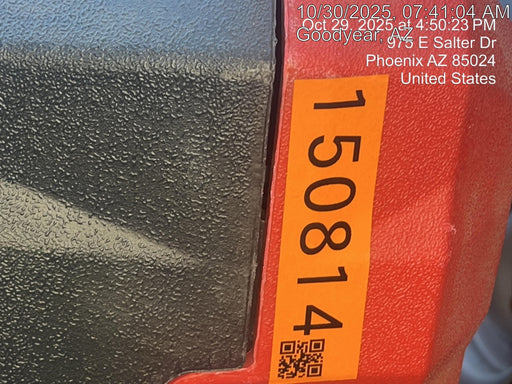 10/30/2025, 07:41:04 AM
Oct 29, 2025 at 4:50:23 PM
Goodyear, AZ
975 E Salter Dr
Phoenix AZ 85024
United States
150814